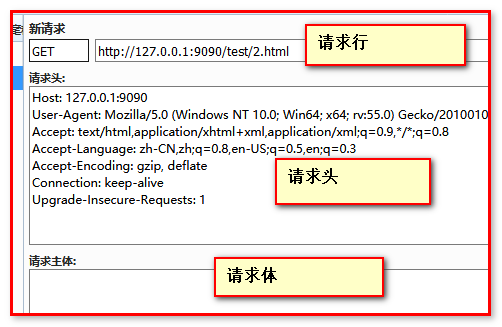 新请求
GET
http://127.0.0.1:9090/test/2.html
请求行
请求头:
Host: 127.0.0.1:9090
User-Agent: Mozilla/5.0 (Windows NT 10.0; Win64; x64; rv:55.0) Gecko/2010010
Accept: text/html,application/xhtml+xml,application/xml;q=0.9,*/*;q=0.8
Accept-Language: zh-CN,zh;q=0.8,en-US;q=0.5,en;q=0.3
Accept-Encoding: gzip, deflate
Connection: keep-alive
Upgrade-Insecure-Requests: 1
请求头
请求主体:
请求体